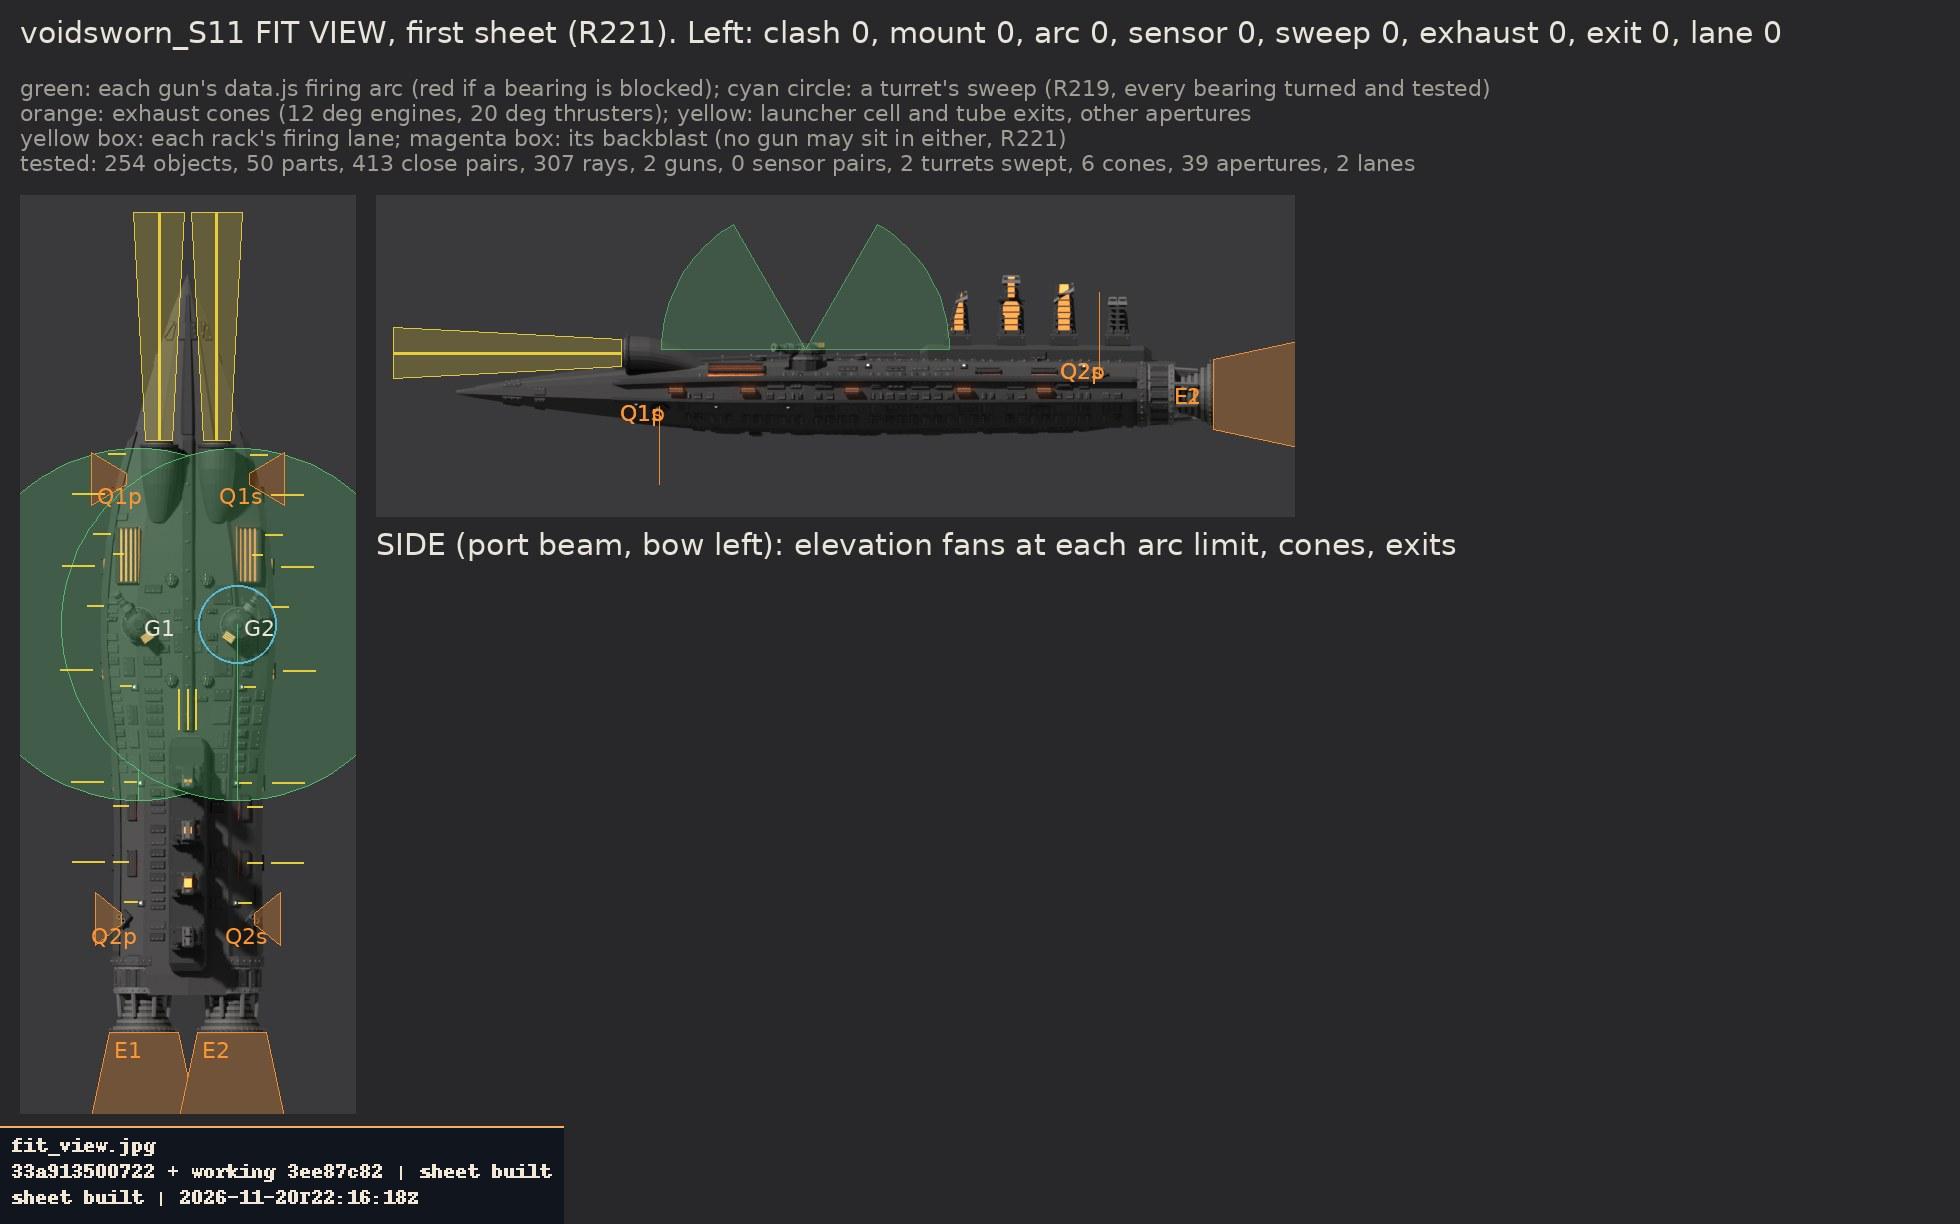 voidsworn_S11 FIT VIEW, first sheet (R221). Left: clash 0, mount 0, arc 0, sensor 0, sweep 0, exhaust 0, exit 0, lane 0
green: each gun's data.js firing arc (red if a bearing is blocked); cyan circle: a turret's sweep (R219, every bearing turned and tested)
orange: exhaust cones (12 deg engines, 20 deg thrusters); yellow: launcher cell and tube exits, other apertures
yellow box: each rack's firing lane; magenta box: its backblast (no gun may sit in either, R221)
tested: 254 objects, 50 parts, 413 close pairs, 307 rays, 2 guns, 0 sensor pairs, 2 turrets swept, 6 cones, 39 apertures, 2 lanes
Q1p
Q1s
G1
G2
Q2p
Q2s
E1
E2
Q1p
Q2p
SIDE (port beam, bow left): elevation fans at each arc limit, cones, exits
fit_view.jpg
33a913500722 + working 3ee87c82 | sheet built
sheet built | 2026-11-20T22:16:18z